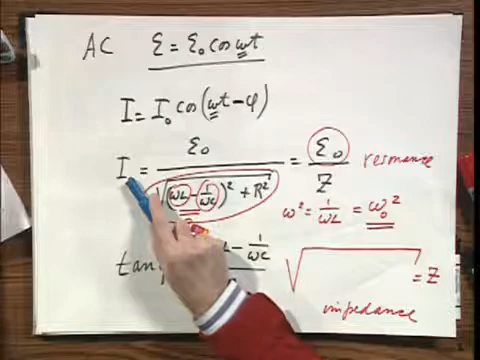 AC ℰ = ℰ₀ cos ωt
I = I₀ cos(ωt − φ)
I = ℰ₀ / √((ωL − 1/ωC)² + R²) = ℰ₀ / Z resonance
ω² = 1/ωL = ω₀²
tan − 1/ωC
√ = Z
impedance